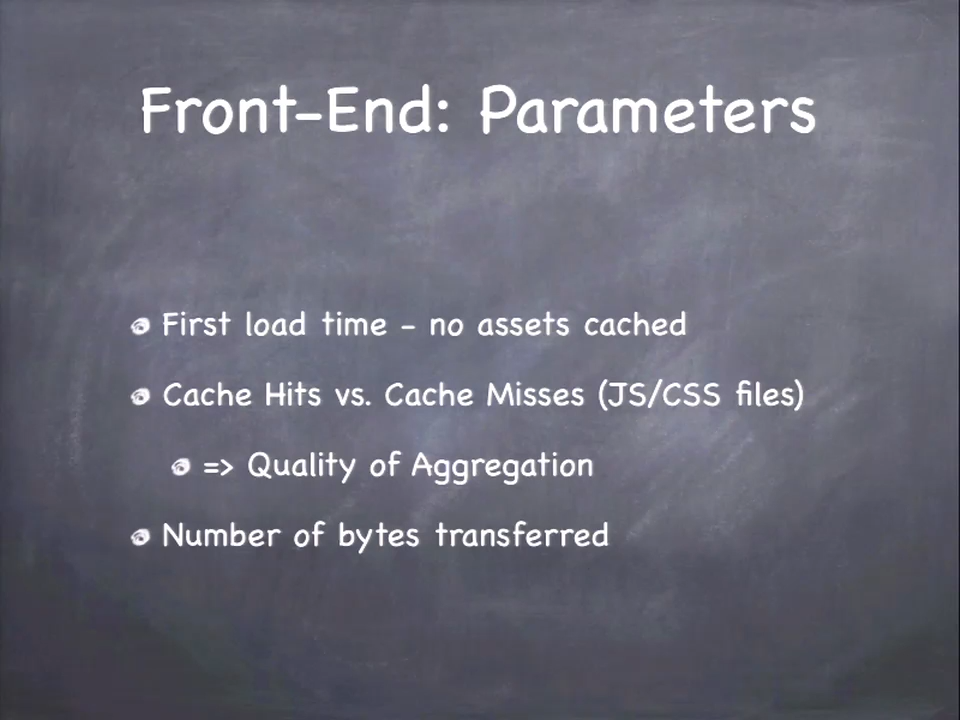 Front-End: Parameters
First load time - no assets cached
Cache Hits vs. Cache Misses (JS/CSS files)
=> Quality of Aggregation
Number of bytes transferred